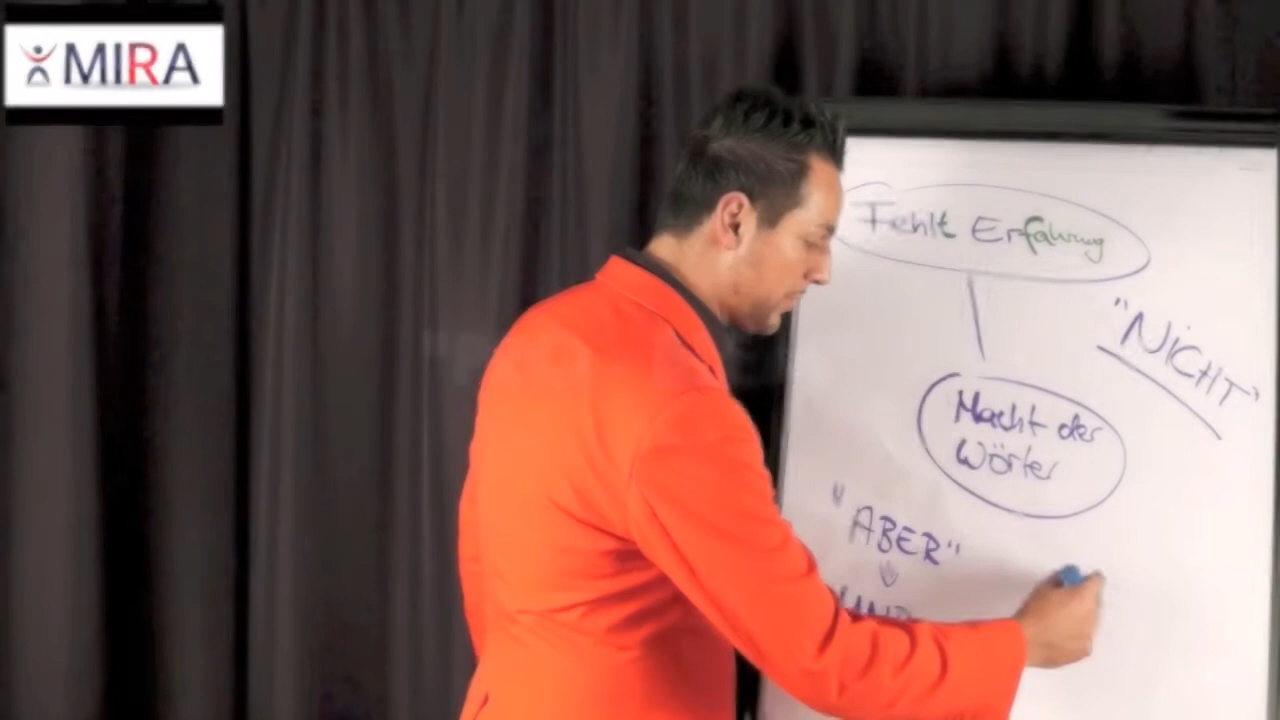 MIRA
Fehlt Erfahrung
"NiCHT"
Macht der
Wörter
"ABER"